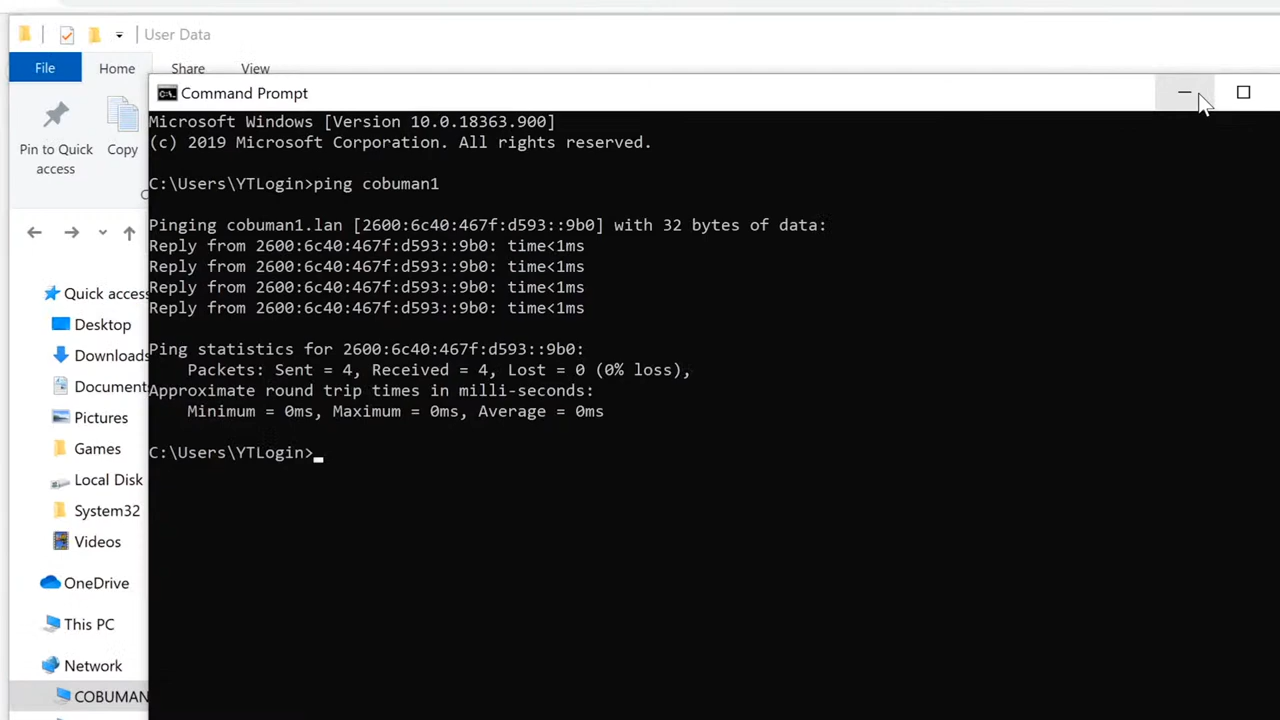 User Data
File
Home
Share
View
Command Prompt
Pin to Quick
access
Copy
Microsoft Windows [Version 10.0.18363.900]
(c) 2019 Microsoft Corporation. All rights reserved.
C:\Users\YTLogin>ping cobuman1
Pinging cobuman1.lan [2600:6c40:467f:d593::9b0] with 32 bytes of data:
Reply from 2600:6c40:467f:d593::9b0: time<1ms
Reply from 2600:6c40:467f:d593::9b0: time<1ms
Reply from 2600:6c40:467f:d593::9b0: time<1ms
Reply from 2600:6c40:467f:d593::9b0: time<1ms
Ping statistics for 2600:6c40:467f:d593::9b0:
Packets: Sent = 4, Received = 4, Lost = 0 (0% loss),
Approximate round trip times in milli-seconds:
Minimum = 0ms, Maximum = 0ms, Average = 0ms
C:\Users\YTLogin>
Quick access
Desktop
Downloads
Document
Pictures
Games
Local Disk
System32
Videos
OneDrive
This PC
Network
COBUMAN